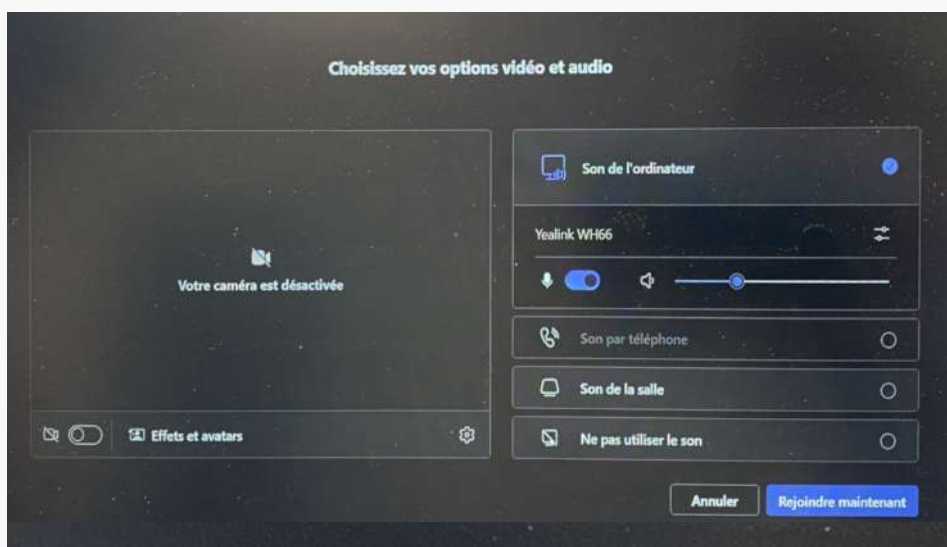 Choisissez vos options vidéo et audio
Votre caméra est désactivée
Effets et avatars
Son de l'ordinateur
Yealink WH66
Son par téléphone
Son de la salle
Ne pas utiliser le son
Annuler
Rejoindre maintenant